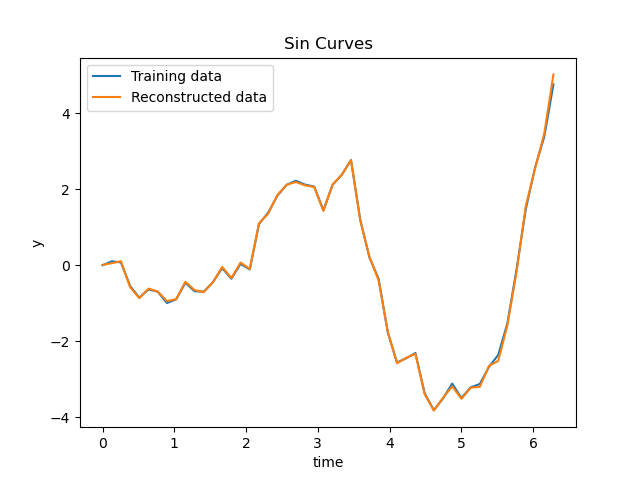 Sin Curves
Training data
Reconstructed data
4
2
0
−2
−4
y
0 1 2 3 4 5 6
time